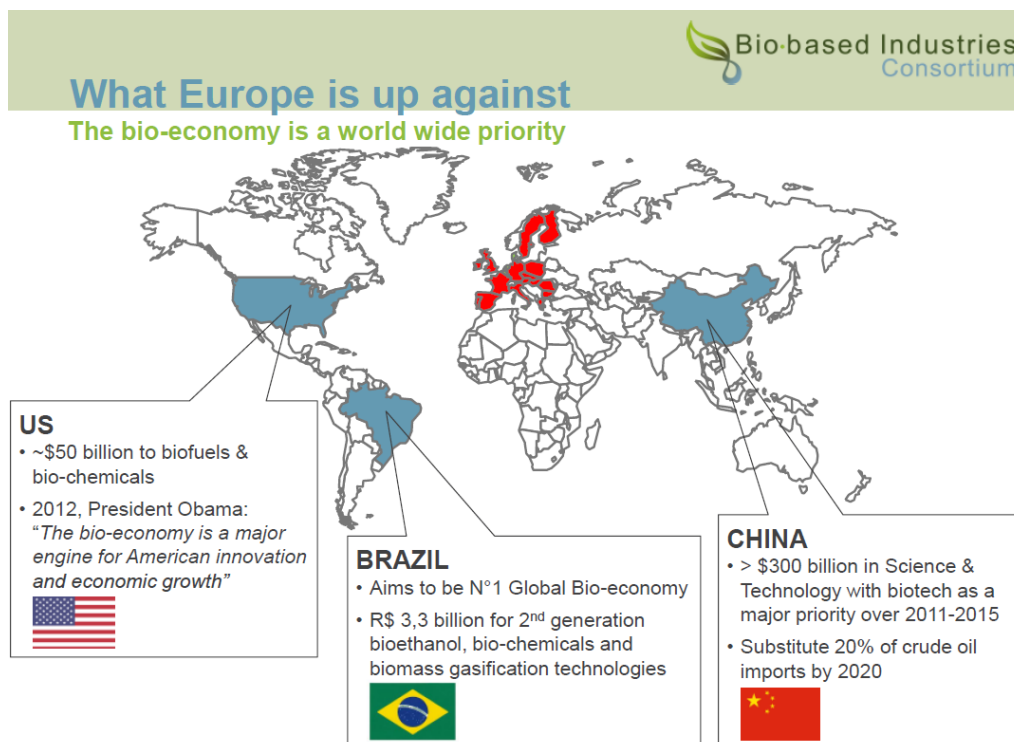 Bio-based Industries
Consortium
What Europe is up against
The bio-economy is a world wide priority
US
• ~$50 billion to biofuels &
bio-chemicals
• 2012, President Obama:
“The bio-economy is a major
engine for American innovation
and economic growth”
BRAZIL
• Aims to be N°1 Global Bio-economy
• R$ 3,3 billion for 2nd generation
bioethanol, bio-chemicals and
biomass gasification technologies
CHINA
• > $300 billion in Science &
Technology with biotech as a
major priority over 2011-2015
• Substitute 20% of crude oil
imports by 2020